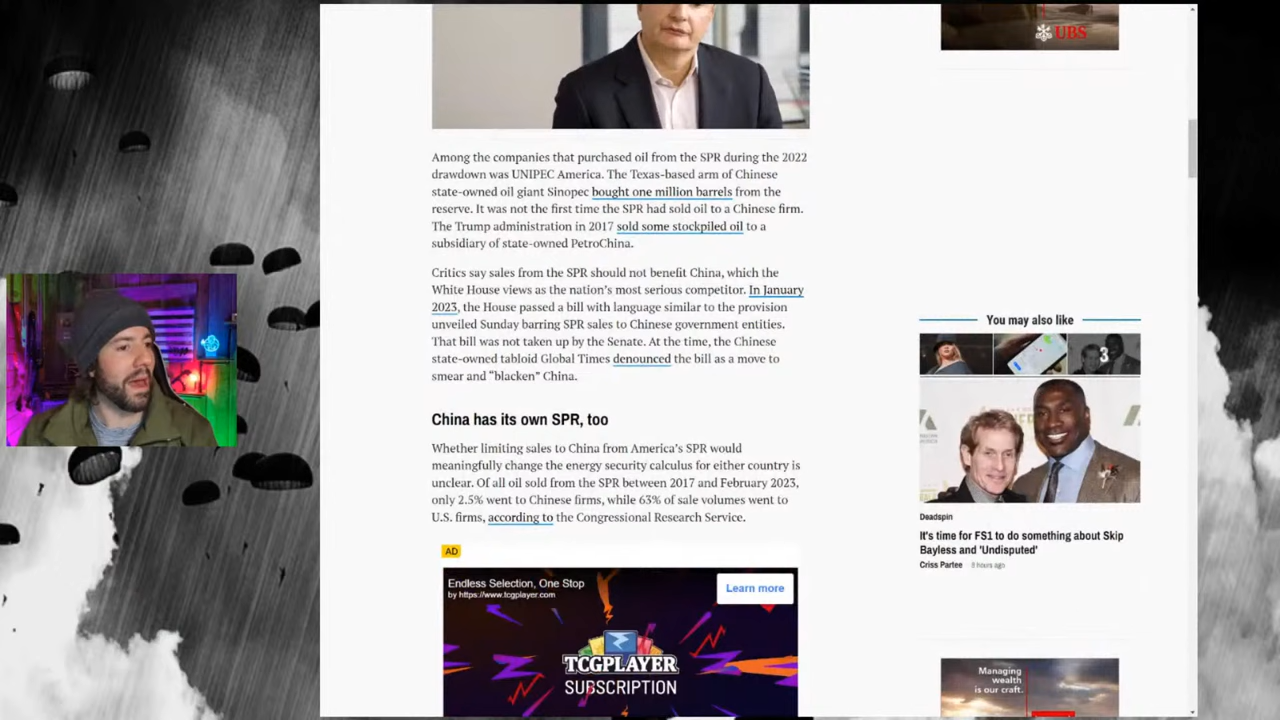 UBS
Among the companies that purchased oil from the SPR during the 2022
drawdown was UNIPEC America. The Texas-based arm of Chinese
state-owned oil giant Sinopec bought one million barrels from the
reserve. It was not the first time the SPR had sold oil to a Chinese firm.
The Trump administration in 2017 sold some stockpiled oil to a
subsidiary of state-owned PetroChina.
Critics say sales from the SPR should not benefit China, which the
White House views as the nation's most serious competitor. In January
2023, the House passed a bill with language similar to the provision
unveiled Sunday barring SPR sales to Chinese government entities.
That bill was not taken up by the Senate. At the time, the Chinese
state-owned tabloid Global Times denounced the bill as a move to
smear and “blacken” China.
China has its own SPR, too
Whether limiting sales to China from America's SPR would
meaningfully change the energy security calculus for either country is
unclear. Of all oil sold from the SPR between 2017 and February 2023,
only 2.5% went to Chinese firms, while 63% of sale volumes went to
U.S. firms, according to the Congressional Research Service.
AD
Endless Selection, One Stop
by https://www.tcgplayer.com
Learn more
TCGPLAYER
SUBSCRIPTION
You may also like
3
Deadspin
It's time for FS1 to do something about Skip
Bayless and 'Undisputed'
Criss Partee 8 hours ago
Managing
wealth
is our craft.